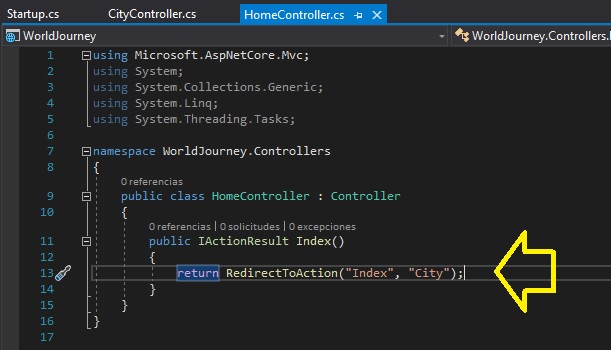 Startup.cs CityController.cs HomeController.cs
WorldJourney WorldJourney.Controllers.
1 using Microsoft.AspNetCore.Mvc;
2 using System;
3 using System.Collections.Generic;
4 using System.Linq;
5 using System.Threading.Tasks;
6
7 namespace WorldJourney.Controllers
8 {
0 referencias
9 public class HomeController : Controller
10 {
0 referencias | 0 solicitudes | 0 excepciones
11 public IActionResult Index()
12 {
13 return RedirectToAction("Index", "City");
14 }
15 }
16 }
17